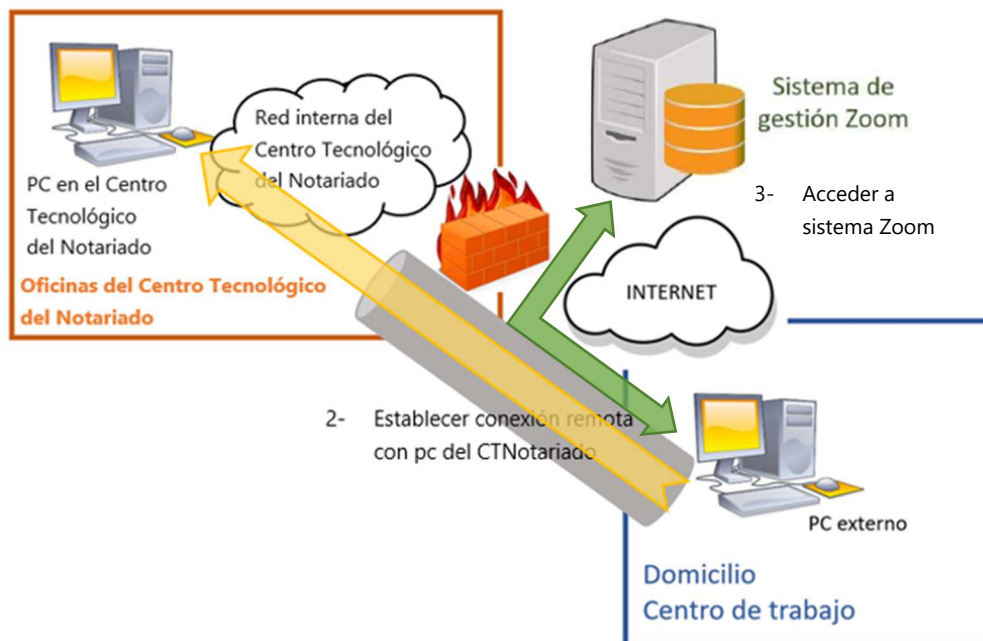 Red interna del
Centro Tecnológico
del Notariado
PC en el Centro
Tecnológico
del Notariado
Oficinas del Centro Tecnológico
del Notariado
Sistema de
gestión Zoom
3- Acceder a
sistema Zoom
INTERNET
2- Establecer conexión remota
con pc del CTNotariado
PC externo
Domicilio
Centro de trabajo